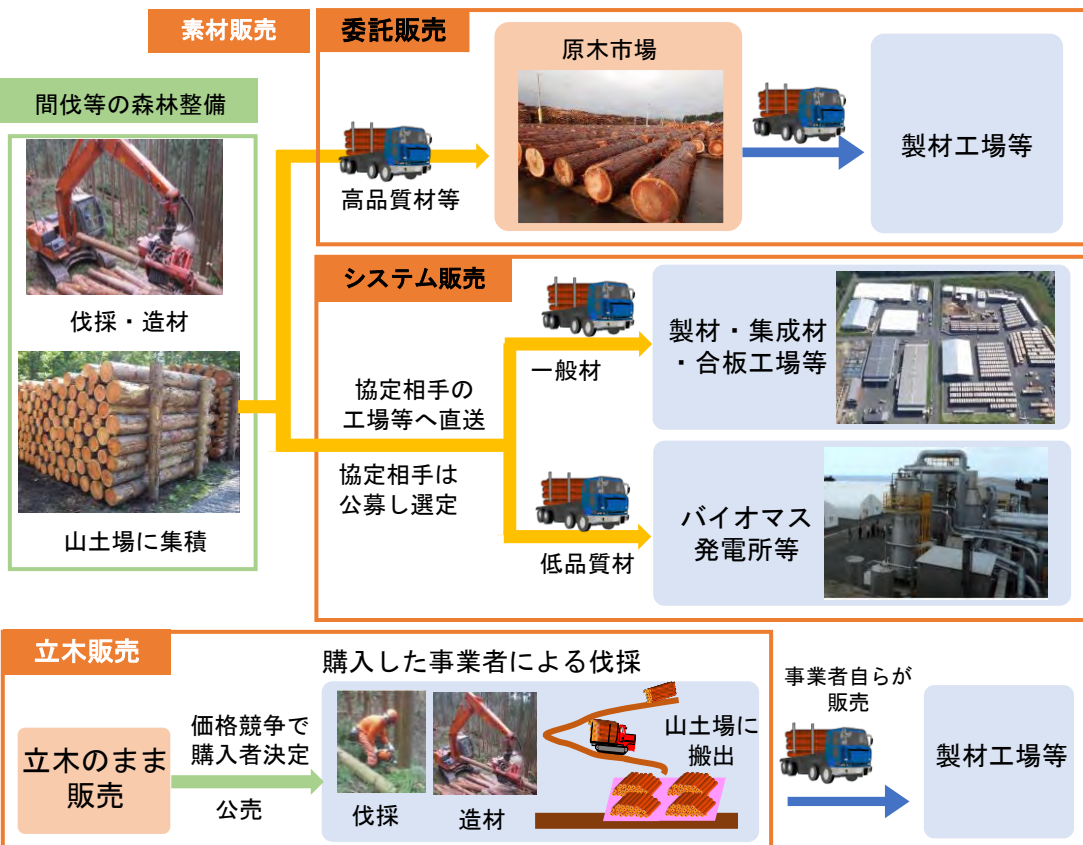 素材販売
間伐等の森林整備
伐採・造材
山土場に集積
委託販売
高品質材等
原木市場
製材工場等
システム販売
協定相手の
工場等へ直送
協定相手は
公募し選定
一般材
製材・集成材
・合板工場等
低品質材
バイオマス
発電所等
立木販売
立木のまま
販売
価格競争で
購入者決定
公売
購入した事業者による伐採
伐採
造材
山土場に
搬出
事業者自らが
販売
製材工場等